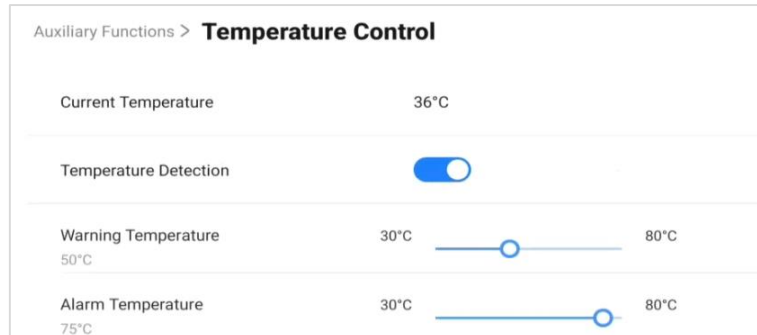 Auxiliary Functions > Temperature Control
Current Temperature 36°C
Temperature Detection
Warning Temperature 30°C 80°C
50°C
Alarm Temperature 30°C 80°C
75°C